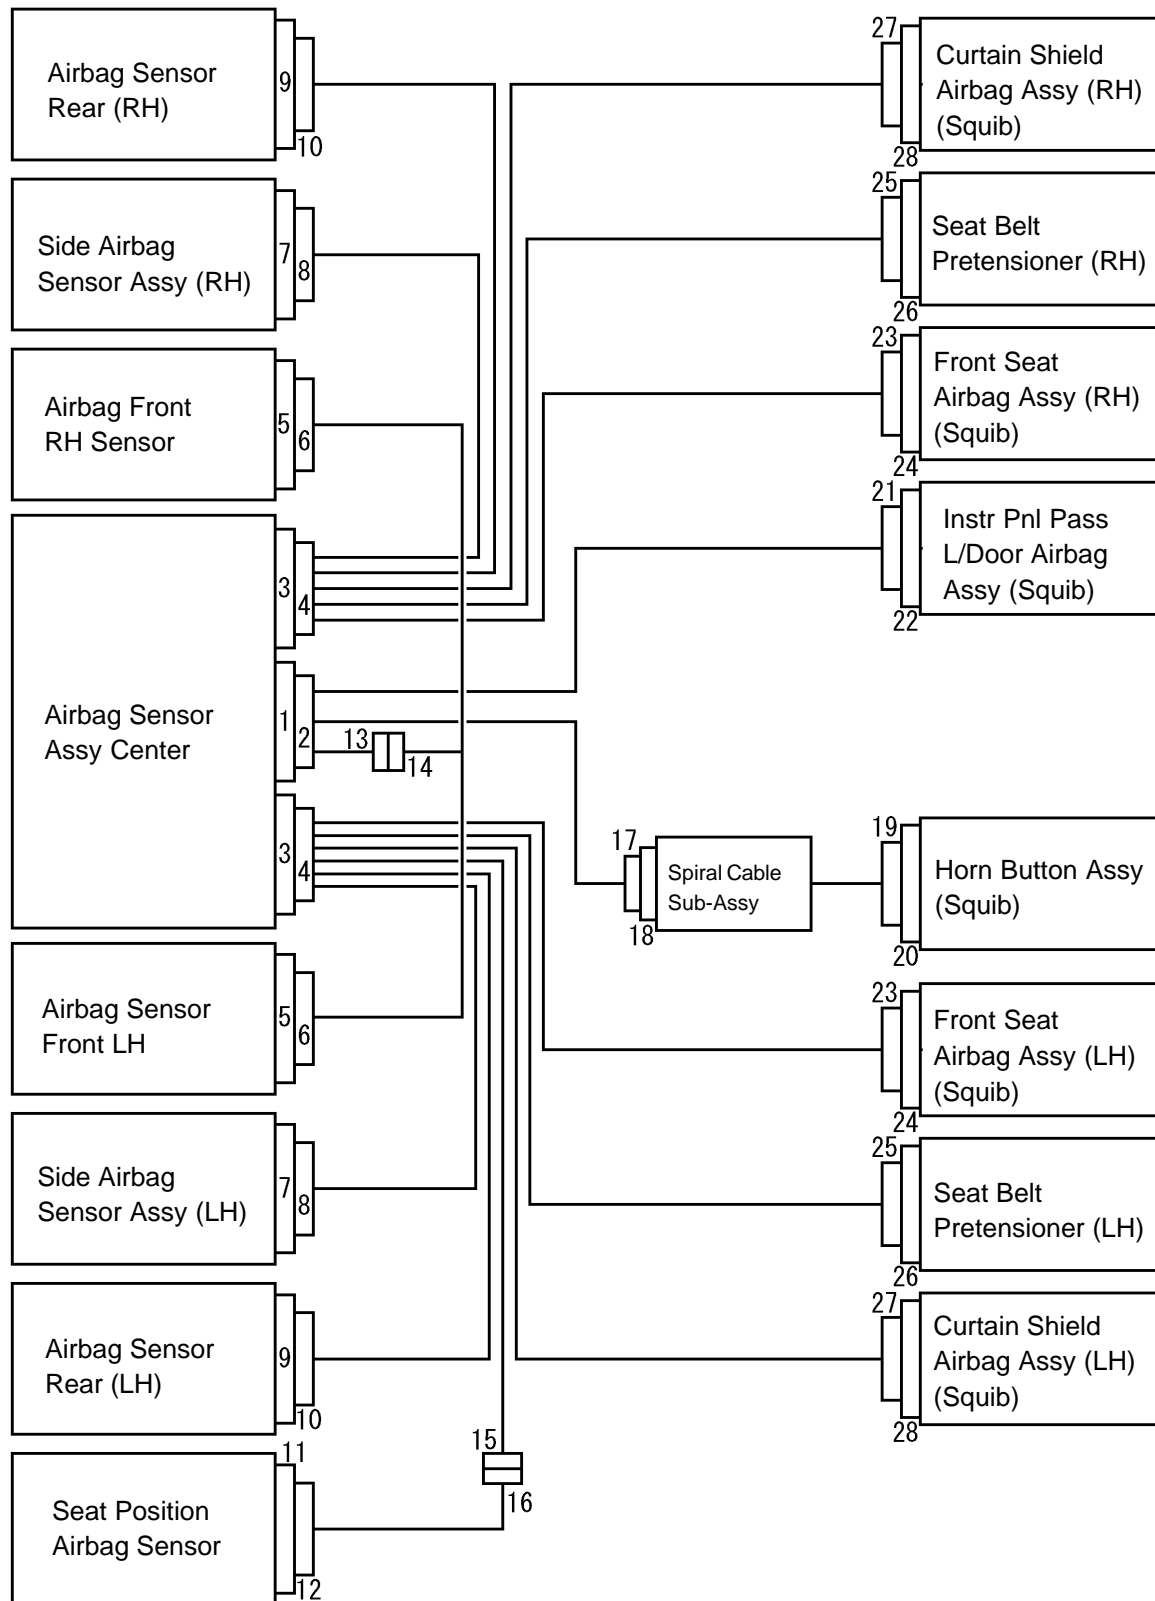 Airbag Sensor
Rear (RH)
9
10
Side Airbag
Sensor Assy (RH)
7
8
Airbag Front
RH Sensor
5
6
Airbag Sensor
Assy Center
3
4
1
2
3
4
13
14
Airbag Sensor
Front LH
5
6
Side Airbag
Sensor Assy (LH)
7
8
Airbag Sensor
Rear (LH)
9
10
Seat Position
Airbag Sensor
11
12
15
16
27
Curtain Shield
Airbag Assy (RH)
(Squib)
28
25
Seat Belt
Pretensioner (RH)
26
23
Front Seat
Airbag Assy (RH)
(Squib)
24
21
Instr Pnl Pass
L/Door Airbag
Assy (Squib)
22
17
Spiral Cable
Sub-Assy
18
19
Horn Button Assy
(Squib)
20
23
Front Seat
Airbag Assy (LH)
(Squib)
24
25
Seat Belt
Pretensioner (LH)
26
27
Curtain Shield
Airbag Assy (LH)
(Squib)
28